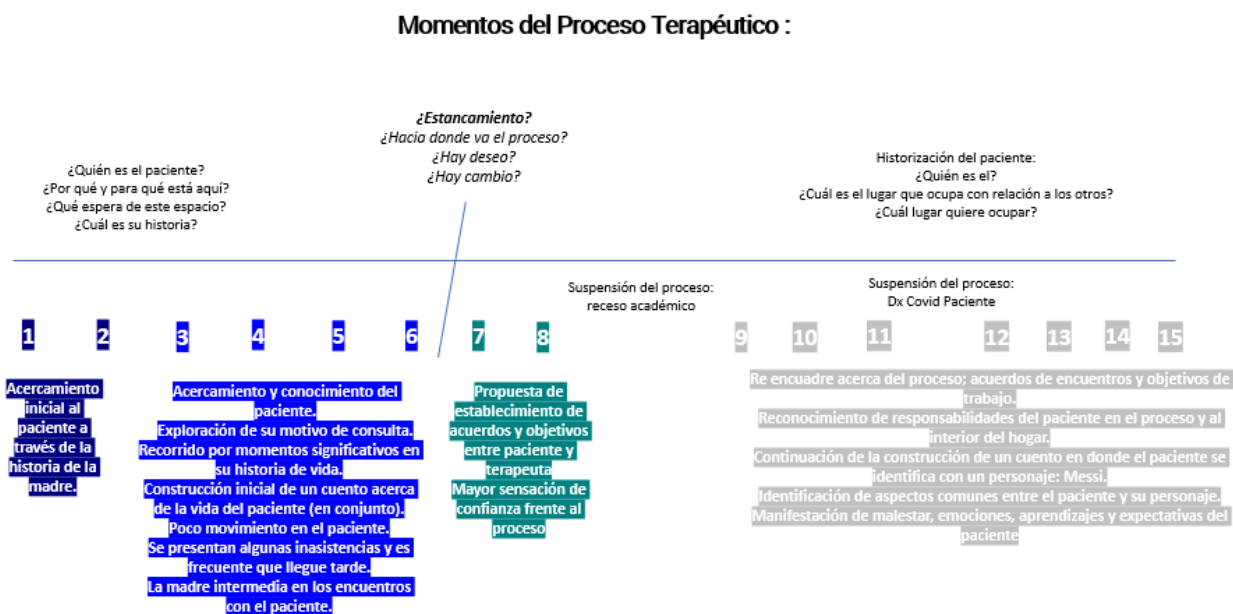 Momentos del Proceso Terapéutico :
¿Estancamiento?
¿Hacia donde va el proceso?
¿Hay deseo?
¿Hay cambio?
¿Quién es el paciente?
¿Por qué y para qué está aquí?
¿Qué espera de este espacio?
¿Cuál es su historia?
Historización del paciente:
¿Quién es el?
¿Cuál es el lugar que ocupa con relación a los otros?
¿Cuál lugar quiere ocupar?
Suspensión del proceso:
receso académico
Suspensión del proceso:
Dx Covid Paciente
1 2 3 4 5 6 7 8 9 10 11 12 13 14 15
Acercamiento
inicial al
paciente a
través de la
historia de la
madre.
Acercamiento y conocimiento del
paciente.
Exploración de su motivo de consulta.
Recorrido por momentos significativos en
su historia de vida.
Construcción inicial de un cuento acerca
de la vida del paciente (en conjunto).
Poco movimiento en el paciente.
Se presentan algunas inasistencias y es
frecuente que llegue tarde.
La madre intermedia en los encuentros
con el paciente.
Propuesta de
establecimiento de
acuerdos y objetivos
entre paciente y
terapeuta
Mayor sensación de
confianza frente al
proceso
Re encuadre acerca del proceso; acuerdos de encuentros y objetivos de
trabajo.
Reconocimiento de responsabilidades del paciente en el proceso y al
interior del hogar.
Continuación de la construcción de un cuento en donde el paciente se
identifica con un personaje: Messi.
Identificación de aspectos comunes entre el paciente y su personaje.
Manifestación de malestar, emociones, aprendizajes y expectativas del
paciente